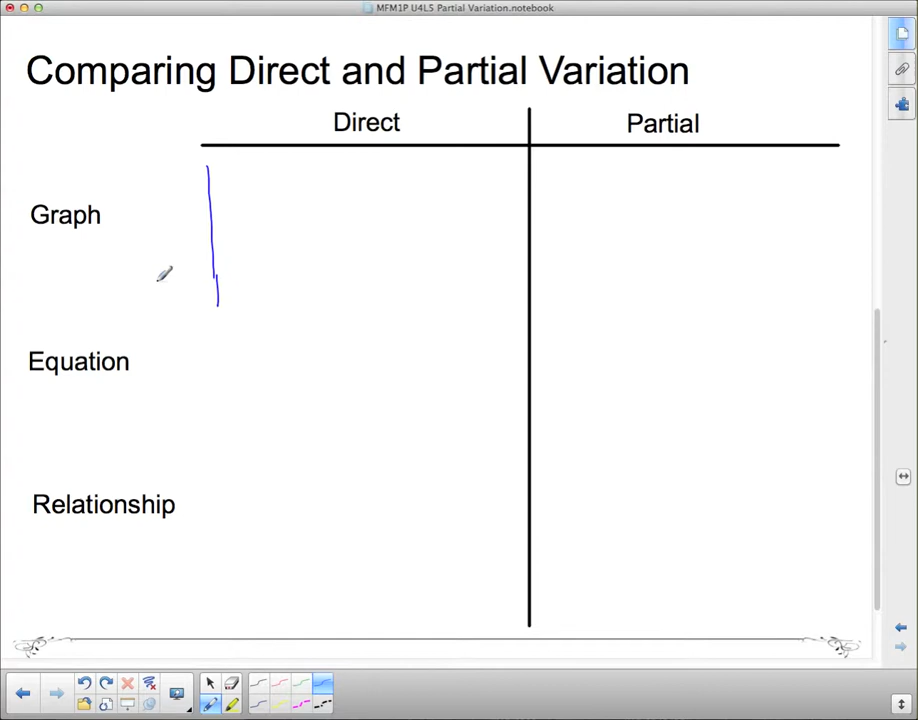 MFM1P U4L5 Partial Variation.notebook
Comparing Direct and Partial Variation
Direct
Partial
Graph
Equation
Relationship